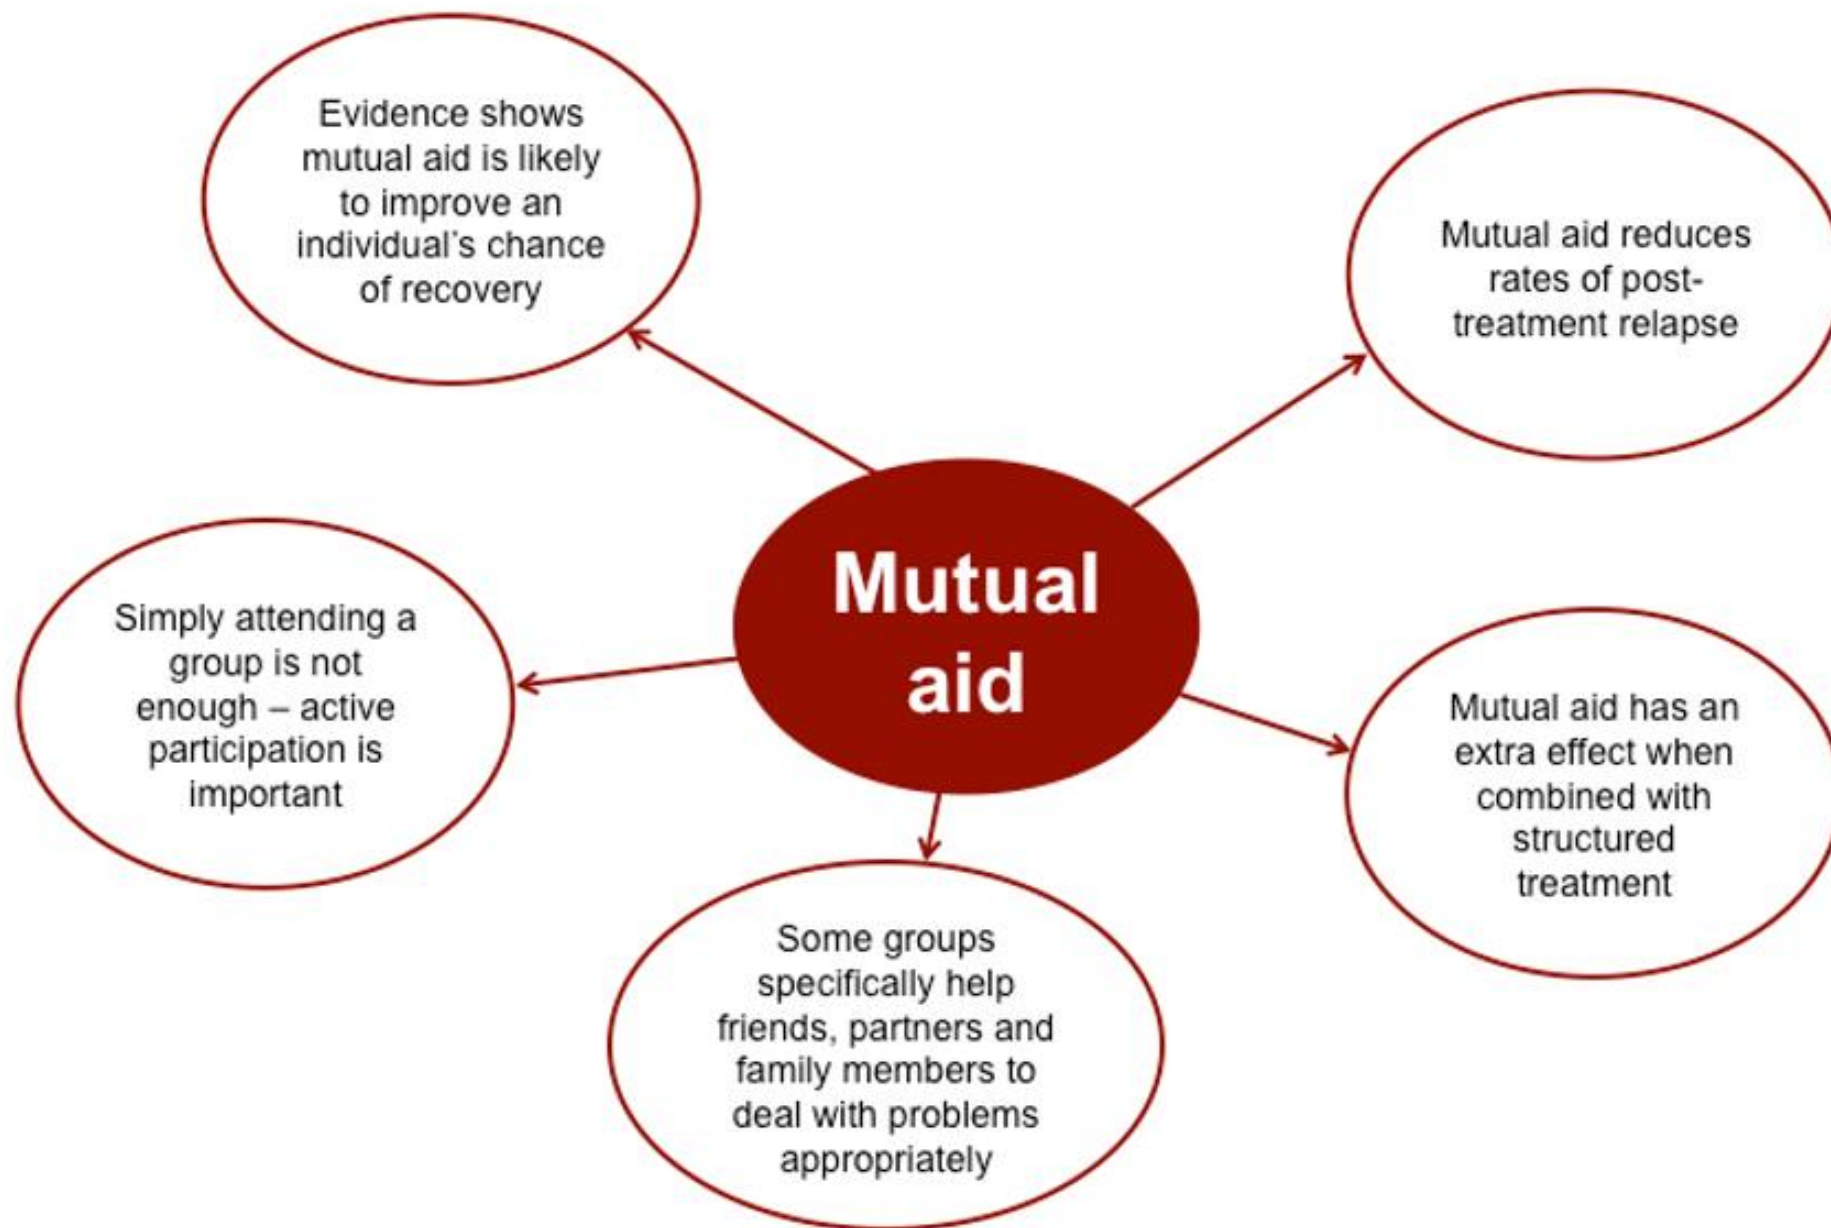 Evidence shows
mutual aid is likely
to improve an
individual's chance
of recovery
Mutual aid reduces
rates of post-
treatment relapse
Mutual
aid
Simply attending a
group is not
enough – active
participation is
important
Mutual aid has an
extra effect when
combined with
structured
treatment
Some groups
specifically help
friends, partners and
family members to
deal with problems
appropriately